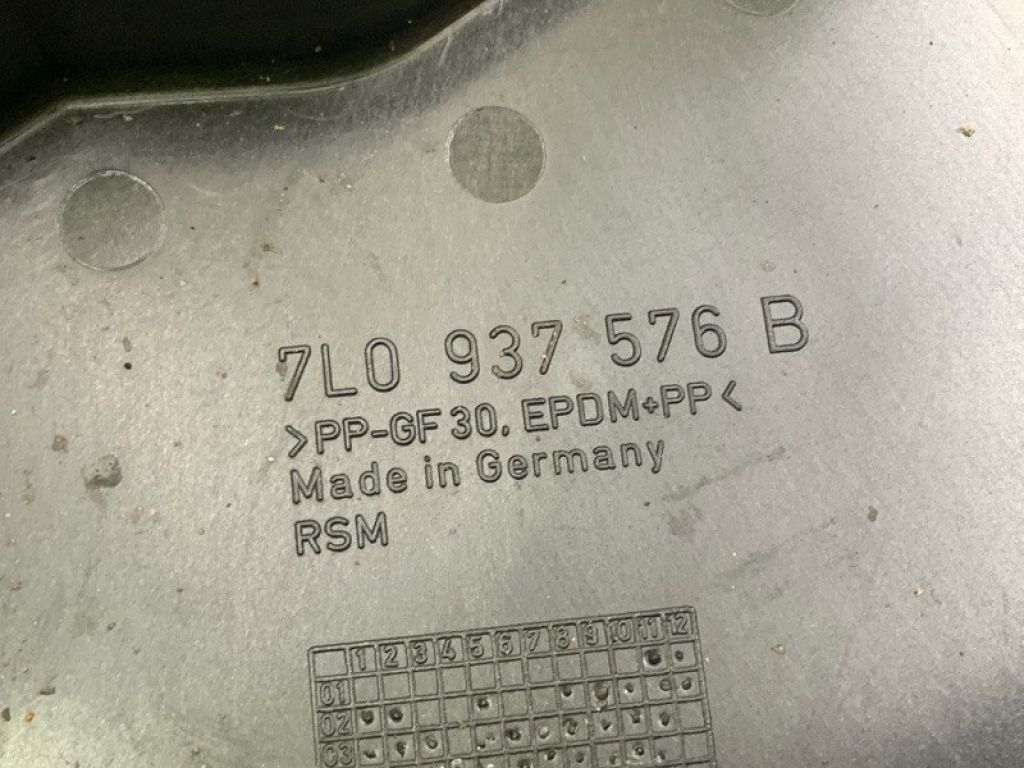 7L0 937 576 B
>PP-GF 30, EPDM+PP<
Made in Germany
RSM
1 2 3 4 5 6 7 8 9 10 11 12
01
02
03